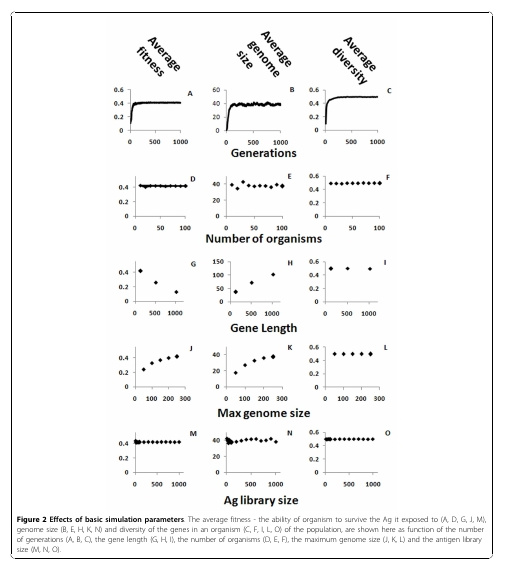 Average fitness
Average genome size
Average diversity
0.6
0.4
0.2
0
0 500 1000
A
60
40
20
0
0 500 1000
B
0.6
0.4
0.2
0
0 500 1000
C
Generations
0.4
0.2
0
0 50 100
D
40
20
0
0 50 100
E
0.6
0.4
0.2
0
0 50 100
F
Number of organisms
0.4
0.2
0
0 500 1000
G
150
100
50
0
0 500 1000
H
0.6
0.4
0.2
0
0 500 1000
I
Gene Length
0.4
0.2
0
0 100 200 300
J
40
20
0
0 100 200 300
K
0.6
0.4
0.2
0
0 100 200 300
L
Max genome size
0.4
0.2
0
0 500 1000
M
40
20
0
0 500 1000
N
0.6
0.4
0.2
0
0 500 1000
O
Ag library size
Figure 2 Effects of basic simulation parameters The average fitness - the ability of organism to survive the Ag it exposed to (A, D, G, J, M),
genome size (B, E, H, K, N) and diversity of the genes in an organism (C, F, I, L, O) of the population, are shown here as function of the number
of generations (A, B, C), the gene length (G, H, I), the number of organisms (D, E, F), the maximum genome size (J, K, L) and the antigen library
size (M, N, O).